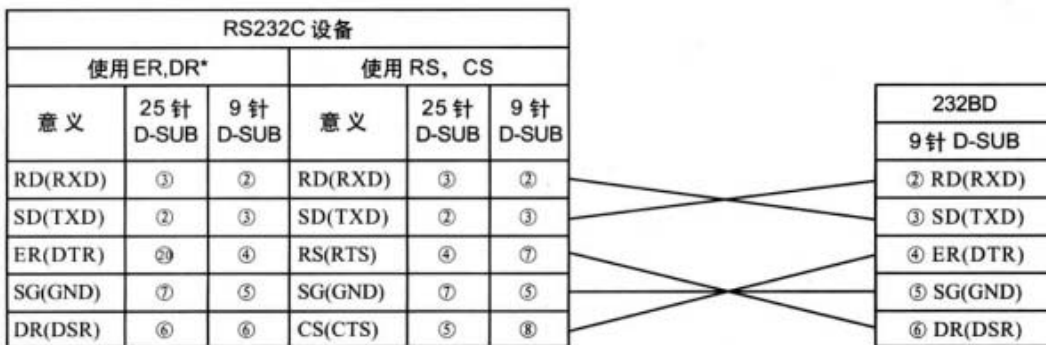 RS232C 设备
使用ER,DR* 使用 RS，CS
意 义 25 针 D-SUB 9 针 D-SUB 意 义 25 针 D-SUB 9 针 D-SUB
RD(RXD) ③ ② RD(RXD) ③ ②
SD(TXD) ② ③ SD(TXD) ② ③
ER(DTR) ⑳ ④ RS(RTS) ④ ⑦
SG(GND) ⑦ ⑤ SG(GND) ⑦ ⑤
DR(DSR) ⑥ ⑥ CS(CTS) ⑤ ⑧
232BD
9针 D-SUB
② RD(RXD)
③ SD(TXD)
④ ER(DTR)
⑤ SG(GND)
⑥ DR(DSR)